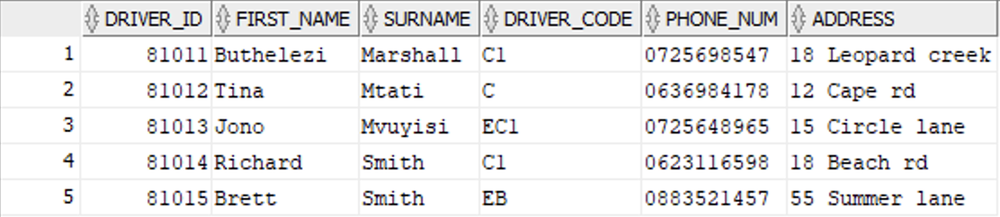 DRIVER_ID FIRST_NAME SURNAME DRIVER_CODE PHONE_NUM ADDRESS
1 81011 Buthelezi Marshall C1 0725698547 18 Leopard creek
2 81012 Tina Mtati C 0636984178 12 Cape rd
3 81013 Jono Mvuyisi EC1 0725648965 15 Circle lane
4 81014 Richard Smith C1 0623116598 18 Beach rd
5 81015 Brett Smith EB 0883521457 55 Summer lane